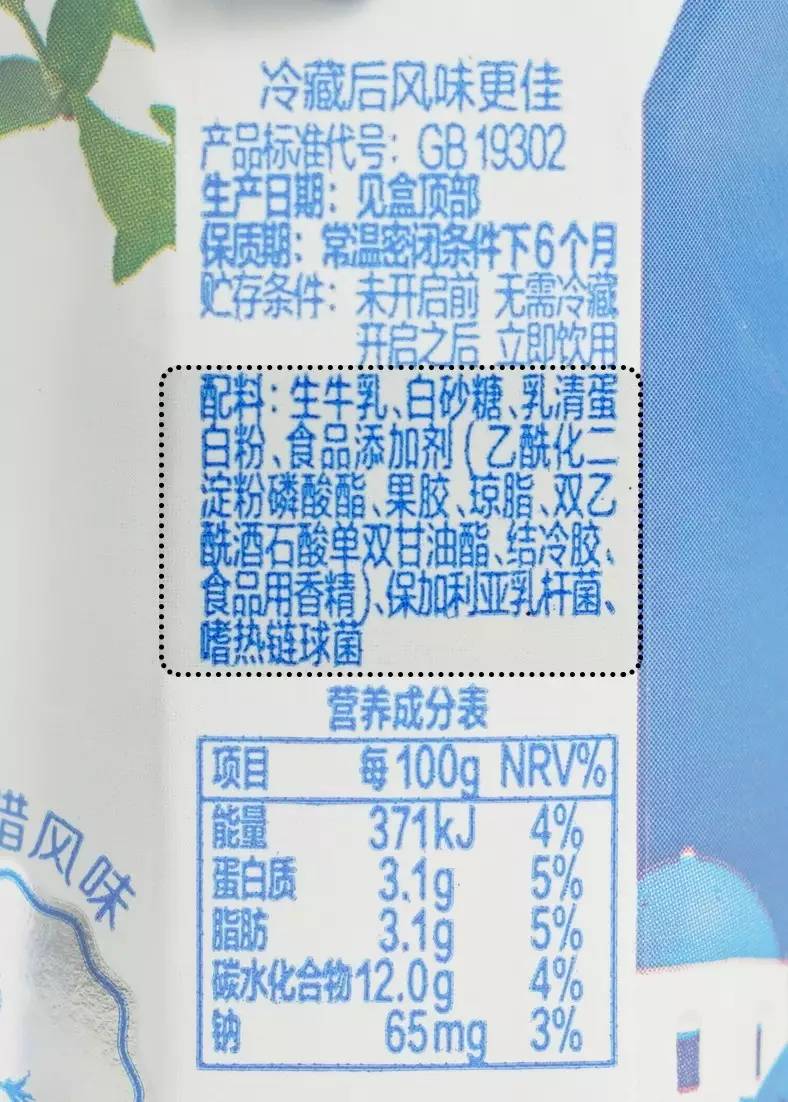 冷藏后风味更佳
产品标准代号：GB 19302
生产日期：见盒顶部
保质期：常温密闭条件下6个月
贮存条件：未开启前 无需冷藏
开启之后 立即饮用
配料：生牛乳、白砂糖、乳清蛋
白粉、食品添加剂（乙酰化二
淀粉磷酸酯、果胶、琼脂、双乙
酰酒石酸单双甘油酯、结冷胶、
食品用香精）、保加利亚乳杆菌、
嗜热链球菌
营养成分表
项目 每100g NRV%
能量 371kJ 4%
蛋白质 3.1g 5%
脂肪 3.1g 5%
碳水化合物 12.0g 4%
钠 65mg 3%
腊风味